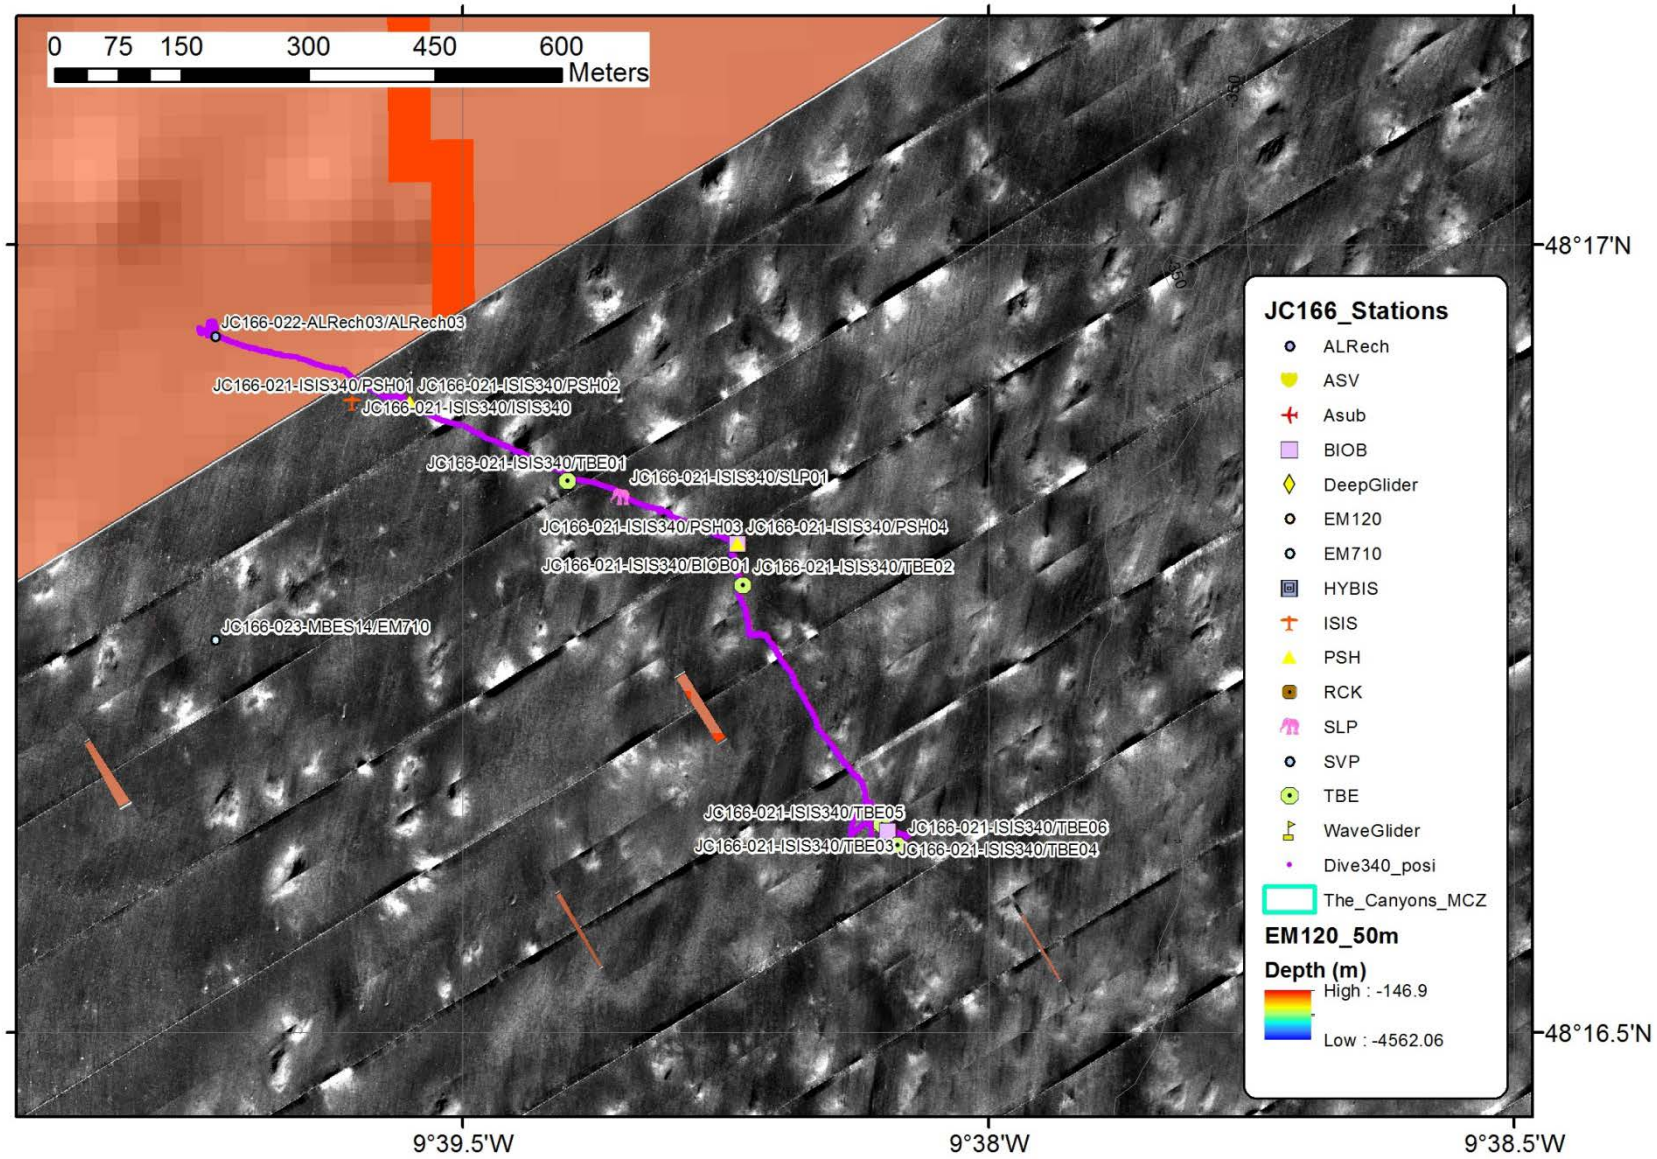 0 75 150 300 450 600
Meters
350
48°17'N
350
JC166-022-ALRech03/ALRech03
JC166-021-ISIS340/PSH01 JC166-021-ISIS340/PSH02
JC166-021-ISIS340/ISIS340
JC166-021-ISIS340/TBE01
JC166-021-ISIS340/SLP01
JC166-021-ISIS340/PSH03 JC166-021-ISIS340/PSH04
JC166-021-ISIS340/BIOB01 JC166-021-ISIS340/TBE02
JC166-023-MBES14/EM710
JC166-021-ISIS340/TBE05
JC166-021-ISIS340/TBE06
JC166-021-ISIS340/TBE03 JC166-021-ISIS340/TBE04
JC166_Stations
ALRech
ASV
Asub
BIOB
DeepGlider
EM120
EM710
HYBIS
ISIS
PSH
RCK
SLP
SVP
TBE
WaveGlider
Dive340_posi
The_Canyons_MCZ
EM120_50m
Depth (m)
High : -146.9
Low : -4562.06
48°16.5'N
9°39.5'W 9°38'W 9°38.5'W